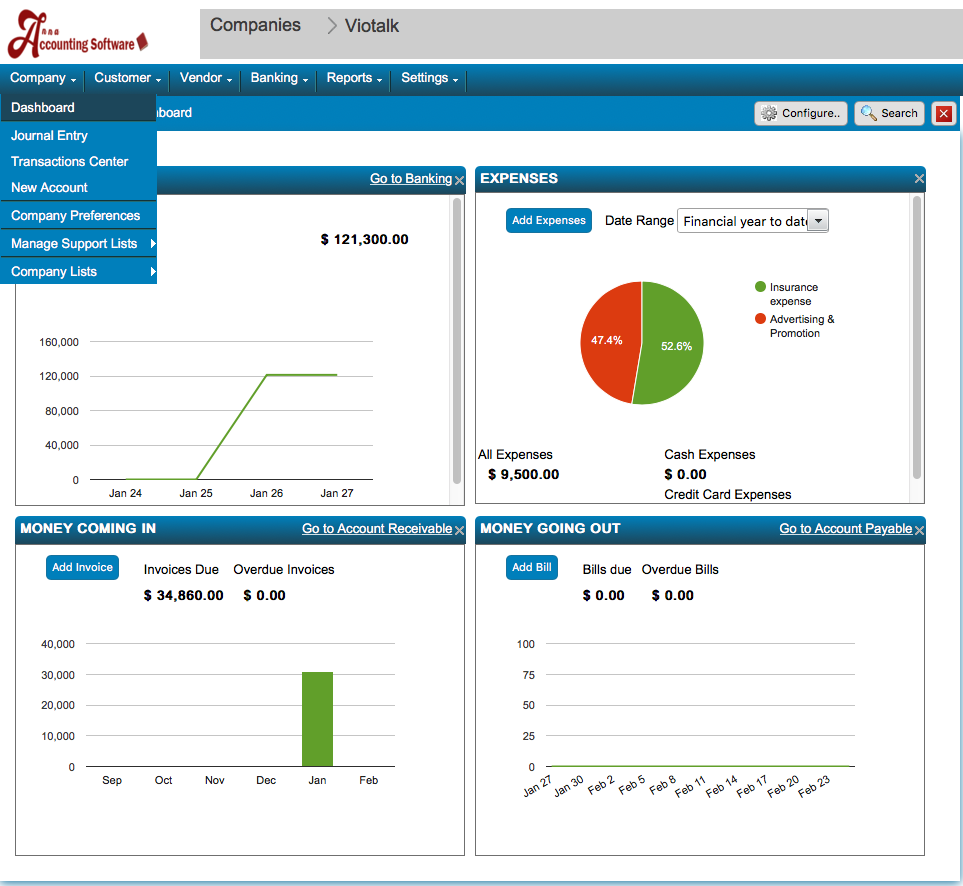 Anna
Accounting Software
Companies Viotalk
Company Customer Vendor Banking Reports Settings
Dashboard
board
Configure.. Search
Journal Entry
Transactions Center
New Account
Company Preferences
Manage Support Lists
Company Lists
Go to Banking
$ 121,300.00
160,000
120,000
80,000
40,000
0
Jan 24 Jan 25 Jan 26 Jan 27
EXPENSES
Add Expenses Date Range Financial year to date
47.4% 52.6%
Insurance
expense
Advertising &
Promotion
All Expenses Cash Expenses
$ 9,500.00 $ 0.00
Credit Card Expenses
MONEY COMING IN Go to Account Receivable
Add Invoice Invoices Due Overdue Invoices
$ 34,860.00 $ 0.00
40,000
30,000
20,000
10,000
0
Sep Oct Nov Dec Jan Feb
MONEY GOING OUT Go to Account Payable
Add Bill Bills due Overdue Bills
$ 0.00 $ 0.00
100
75
50
25
0
Jan 27 Jan 30 Feb 2 Feb 5 Feb 8 Feb 11 Feb 14 Feb 17 Feb 20 Feb 23